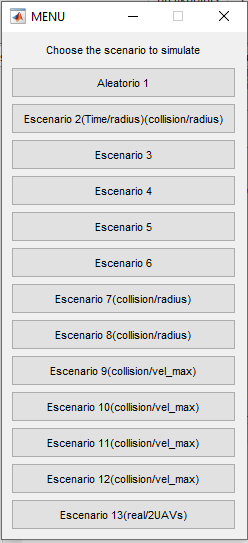 MENU
Choose the scenario to simulate
Aleatorio 1
Escenario 2(Time/radius)(collision/radius)
Escenario 3
Escenario 4
Escenario 5
Escenario 6
Escenario 7(collision/radius)
Escenario 8(collision/radius)
Escenario 9(collision/vel_max)
Escenario 10(collision/vel_max)
Escenario 11(collision/vel_max)
Escenario 12(collision/vel_max)
Escenario 13(real/2UAVs)